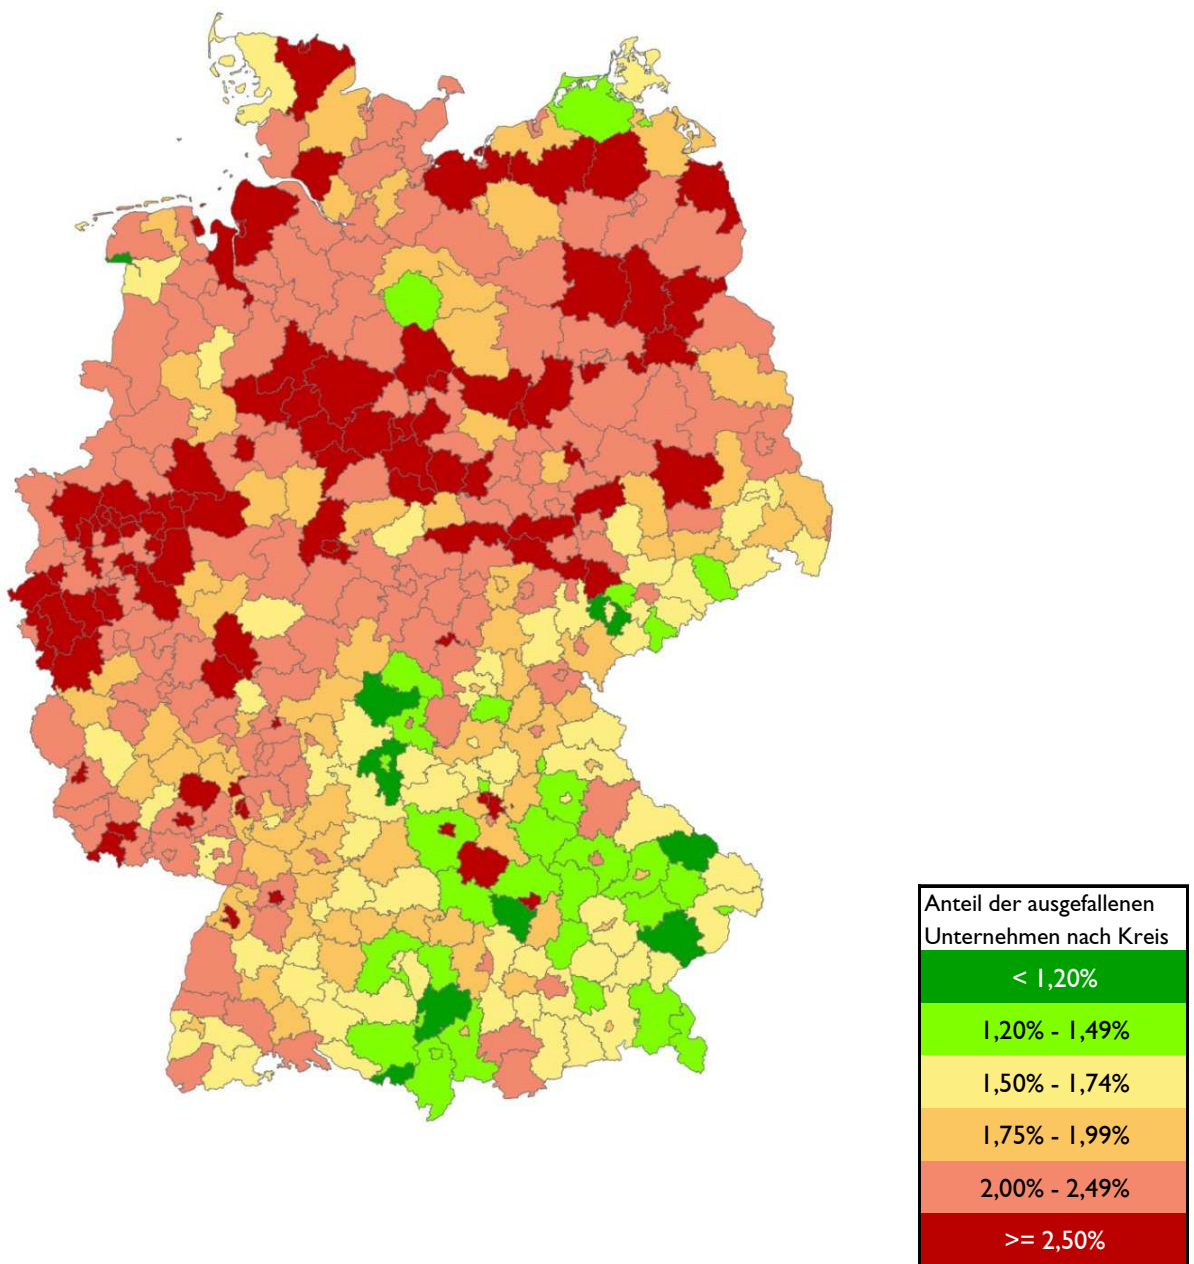 Anteil der ausgefallenen
Unternehmen nach Kreis
< 1,20%
1,20% - 1,49%
1,50% - 1,74%
1,75% - 1,99%
2,00% - 2,49%
>= 2,50%